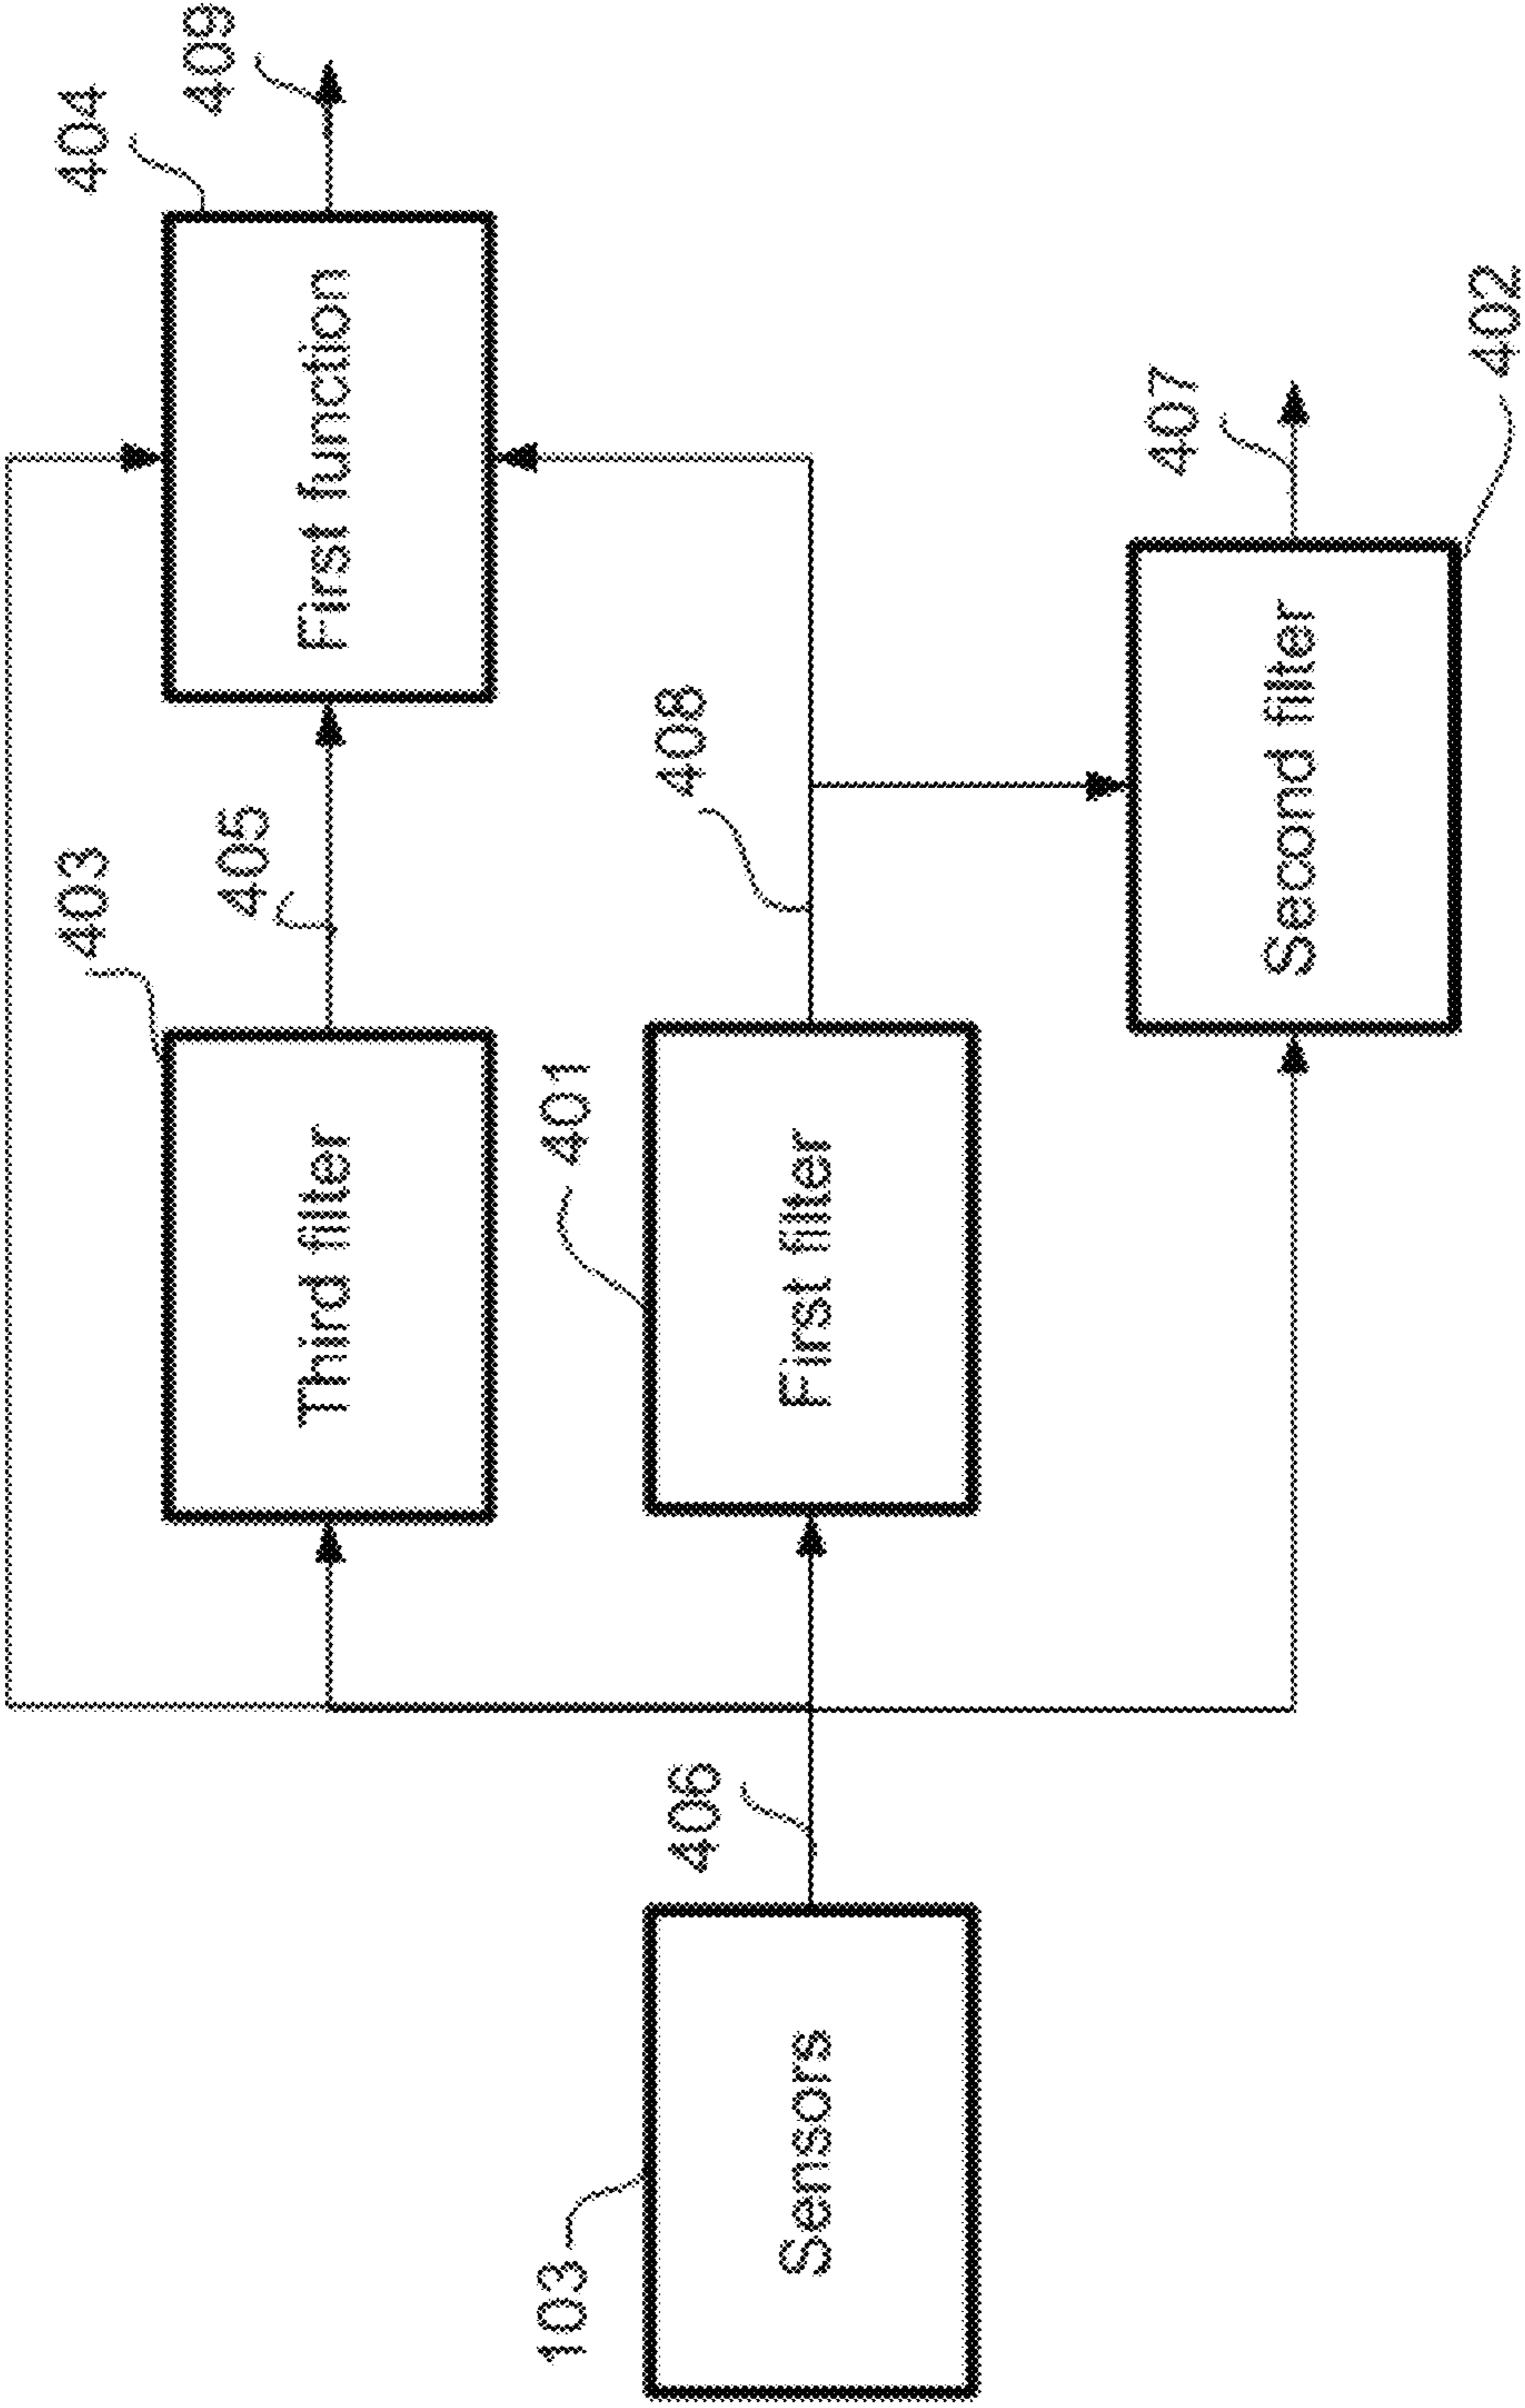 403
Third filter
405
First function
404
409
401
First filter
408
103
Sensors
406
Second filter
407
402